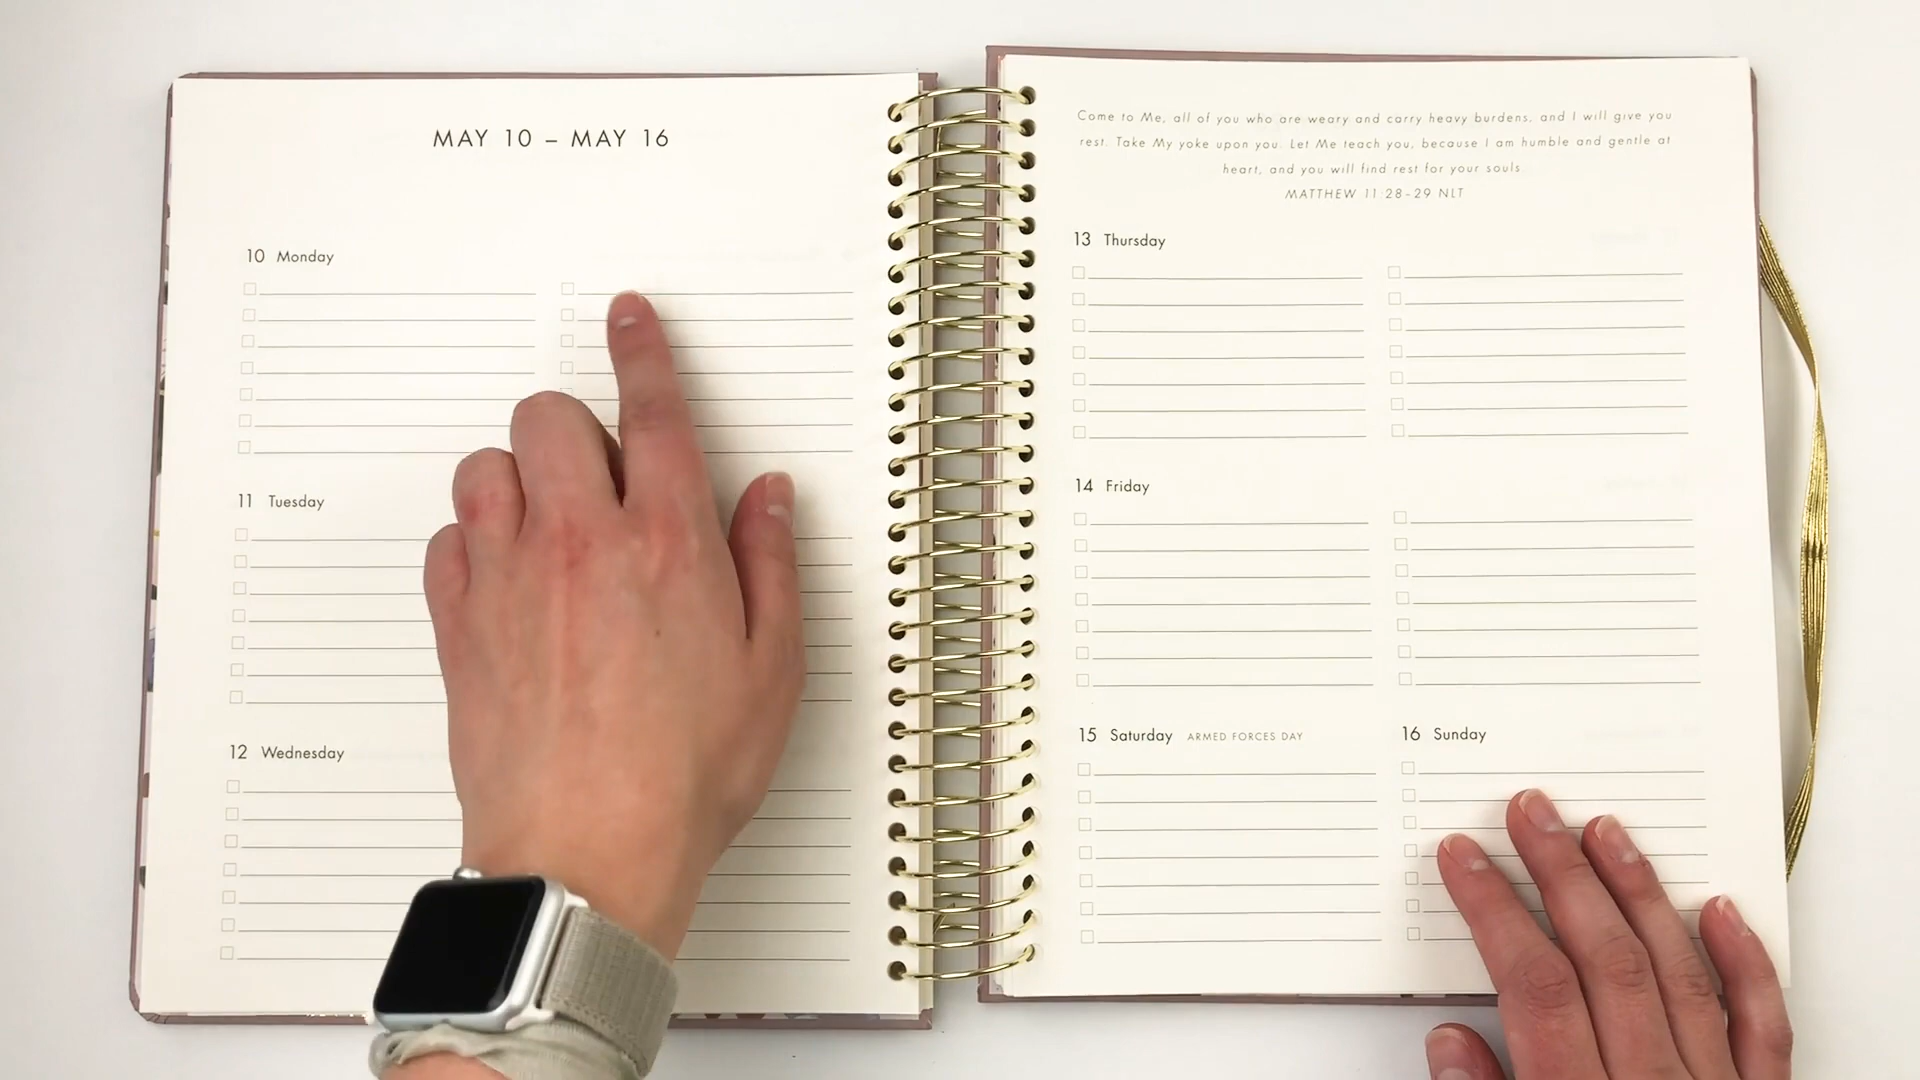 MAY 10 – MAY 16
10 Monday
11 Tuesday
12 Wednesday
Come to Me, all of you who are weary and carry heavy burdens, and I will give you
rest. Take My yoke upon you. Let Me teach you, because I am humble and gentle at
heart, and you will find rest for your souls.
MATTHEW 11:28–29 NLT
13 Thursday
14 Friday
15 Saturday ARMED FORCES DAY
16 Sunday